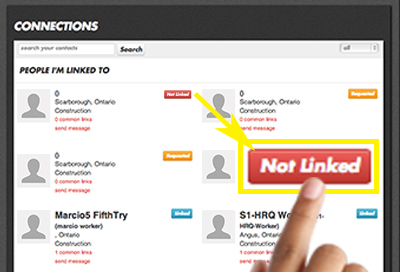 CONNECTIONS
search your contacts Search all
PEOPLE I'M LINKED TO
0 Not Linked
Scarborough, Ontario
Construction
0 common links
send message
0 Requested
Scarborough, Ontario
Construction
0 common links
send message
0 Requested
Scarborough, Ontario
Construction
0 common links
send message
Not Linked
Marcio5 FifthTry Linked
(marcio worker)
, Ontario
Construction
0 common links
send message
S1-HRQ Linked
HRQ-Worker)
Angus, Ontario
Construction
0 common links
send message